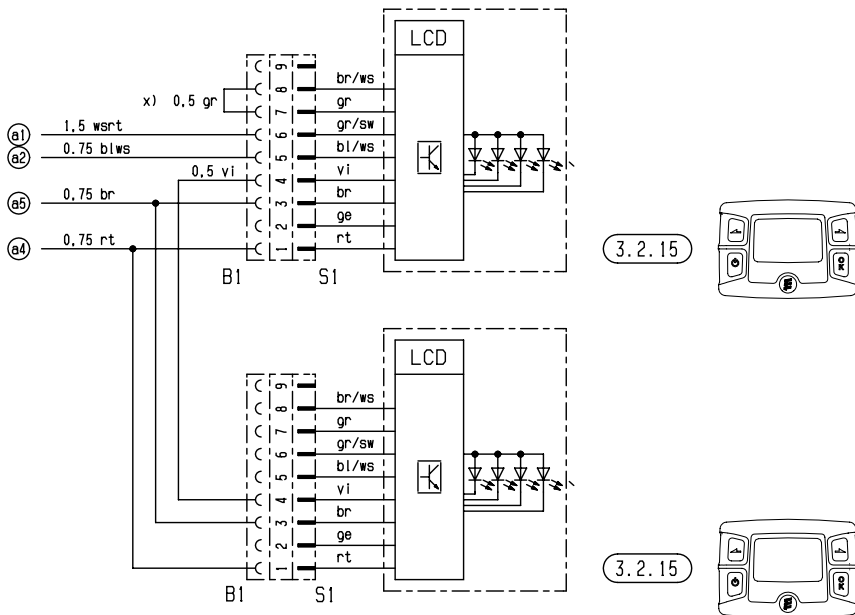 LCD
9
br/ws
8
x) 0,5 gr
gr
7
a1 1,5 wsrt
gr/sw
6
a2 0.75 blws
bl/ws
5
0,5 vi
vi
4
a5 0,75 br
br
3
ge
2
a4 0,75 rt
rt
1
3.2.15
OK
B1 S1
LCD
9
br/ws
8
gr
7
gr/sw
6
bl/ws
5
vi
4
br
3
ge
2
rt
1
3.2.15
OK
B1 S1